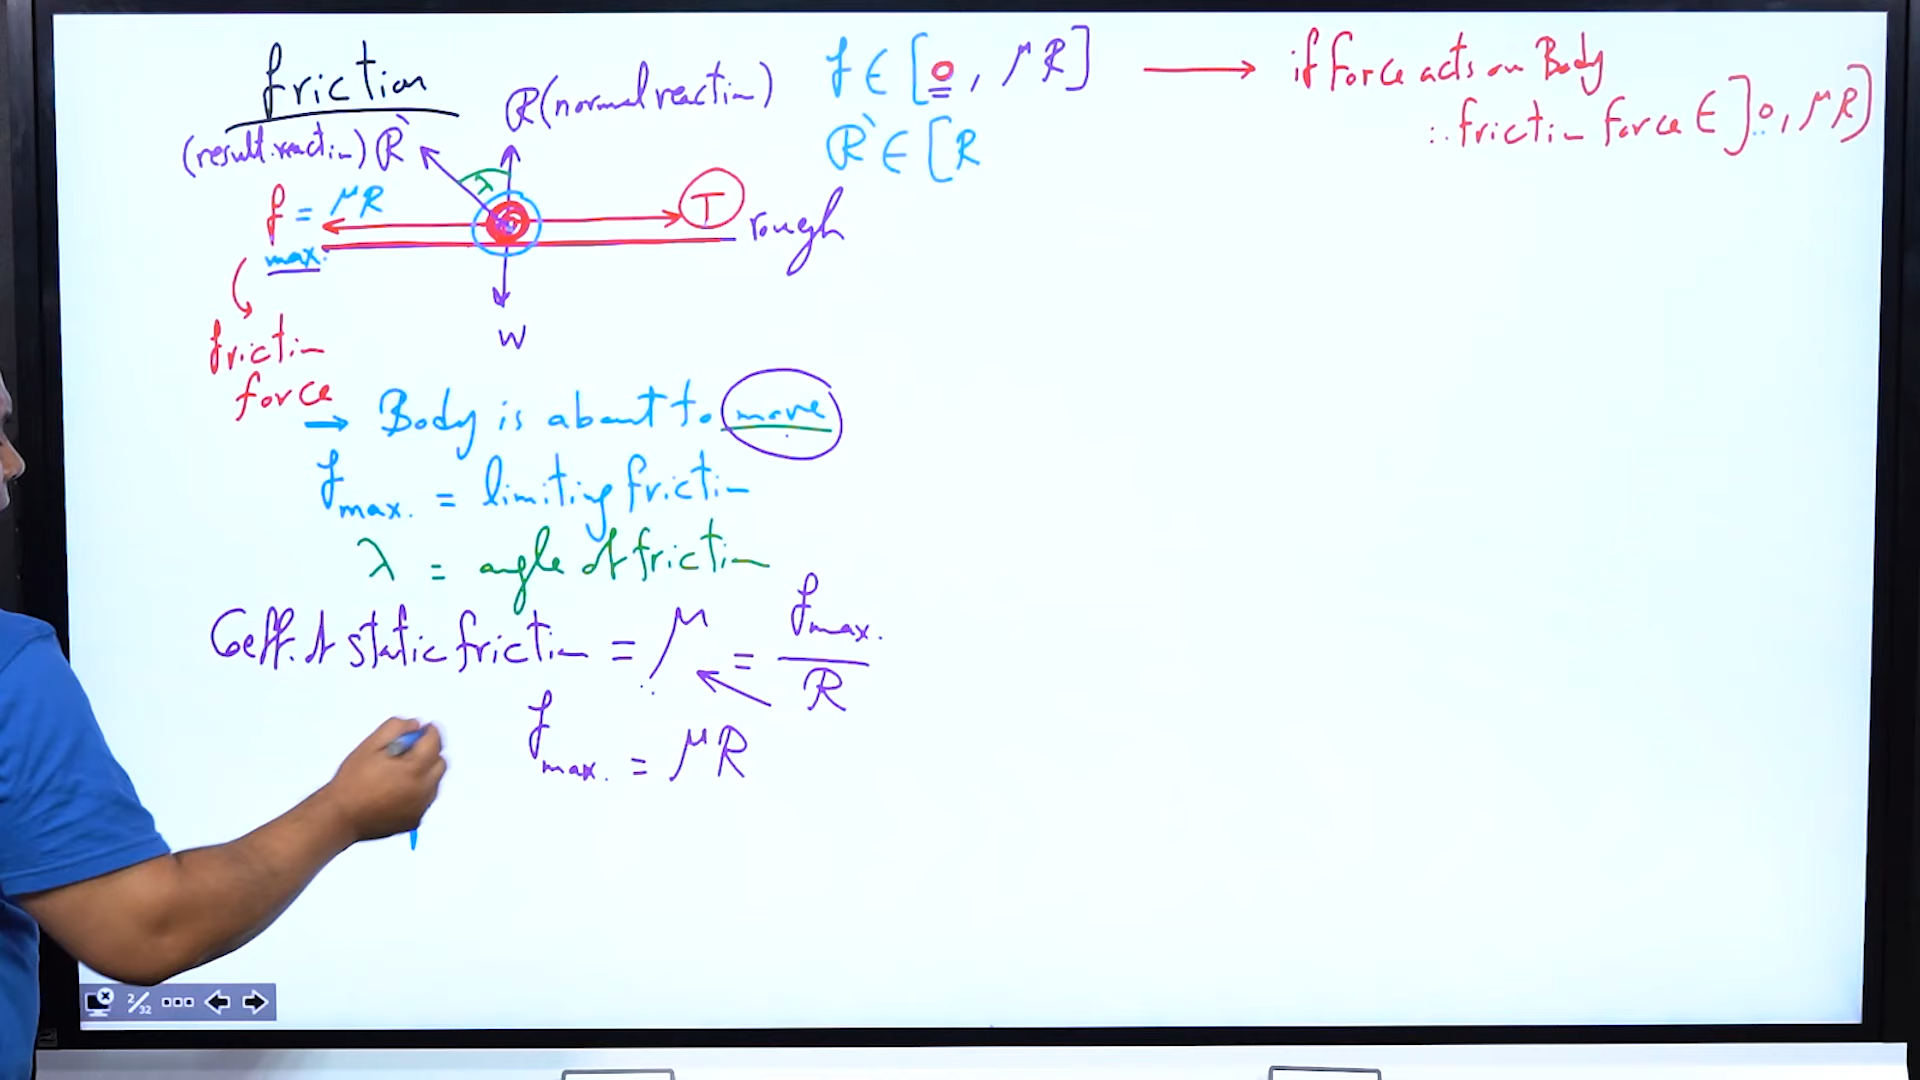 friction
R(normal reaction)
(result. reaction) R`
λ
f = μR
max.
T
rough
W
friction
force
→ Body is about to move
f max. = limiting friction
λ = angle of friction
Coeff. of static friction = μ = f max. / R
f max. = μR
f ∈ [0, μR] → if force acts on Body
∴ friction force ∈ ]0, μR]
R` ∈ [R
2/32